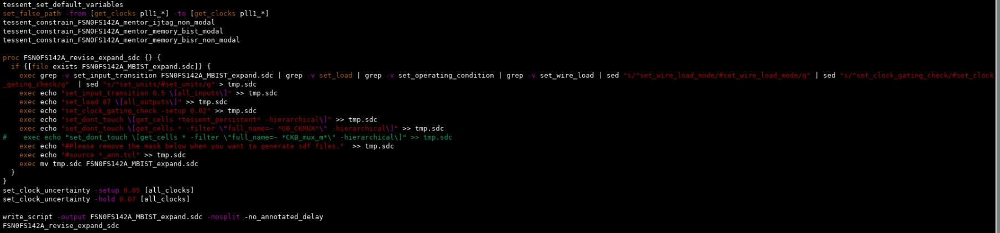 tessent_set_default_variables
set_false_path -from [get_clocks pll1_*] -to [get_clocks pll1_*]
tessent_constrain_FSN0FS142A_mentor_ijtag_non_modal
tessent_constrain_FSN0FS142A_mentor_memory_bist_modal
tessent_constrain_FSN0FS142A_mentor_memory_bisr_non_modal
proc FSN0FS142A_revise_expand_sdc {} {
  if {[file exists FSN0FS142A_MBIST_expand.sdc]} {
    exec grep -v set_input_transition FSN0FS142A_MBIST_expand.sdc | grep -v set_load | grep -v set_operating_condition | grep -v set_wire_load | sed "s/^set_wire_load_mode/#set_wire_load_mode/g" | sed "s/^set_clock_gating_check/#set_clock
_gating_check/g"  | sed "s/^set_units/#set_units/g" > tmp.sdc
    exec echo "set_input_transition 0.5 \[all_inputs\]" >> tmp.sdc
    exec echo "set_load 87 \[all_outputs\]" >> tmp.sdc
    exec echo "set_clock_gating_check -setup 0.02" >> tmp.sdc
    exec echo "set_dont_touch \[get_cells *tessent_persistent* -hierarchical\]" >> tmp.sdc
    exec echo "set_dont_touch \[get_cells * -filter \"full_name=~ *U0_CKMUX*\" -hierarchical\]" >> tmp.sdc
#    exec echo "set_dont_touch \[get_cells * -filter \"full_name=~ *CKB_mux_m*\" -hierarchical\]" >> tmp.sdc
    exec echo "#Please remove the mask below when you want to generate sdf files."  >> tmp.sdc
    exec echo "#source *_ann.tcl" >> tmp.sdc
    exec mv tmp.sdc FSN0FS142A_MBIST_expand.sdc
  }
}
set_clock_uncertainty -setup 0.05 [all_clocks]
set_clock_uncertainty -hold 0.07 [all_clocks]
write_script -output FSN0FS142A_MBIST_expand.sdc -nosplit -no_annotated_delay
FSN0FS142A_revise_expand_sdc